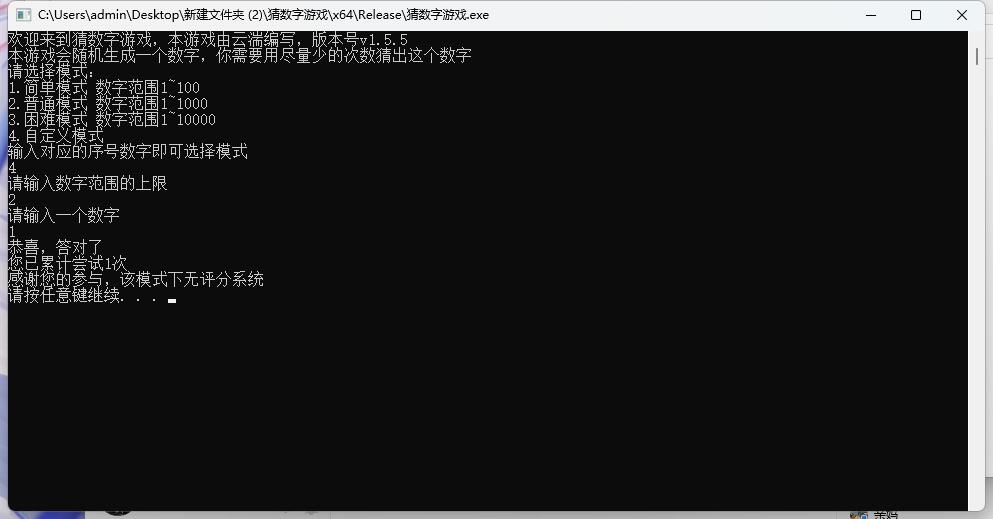 C:\Users\admin\Desktop\新建文件夹 (2)\猜数字游戏\x64\Release\猜数字游戏.exe
欢迎来到猜数字游戏，本游戏由云湍编写，版本号v1.5.5
本游戏会随机生成一个数字，你需要用尽量少的次数猜出这个数字
请选择模式：
1.简单模式 数字范围1~100
2.普通模式 数字范围1~1000
3.困难模式 数字范围1~10000
4.自定义模式
输入对应的序号数字即可选择模式
4
请输入数字范围的上限
2
请输入一个数字
1
恭喜，答对了
您已累计尝试1次
感谢您的参与，该模式下无评分系统
请按任意键继续. . .